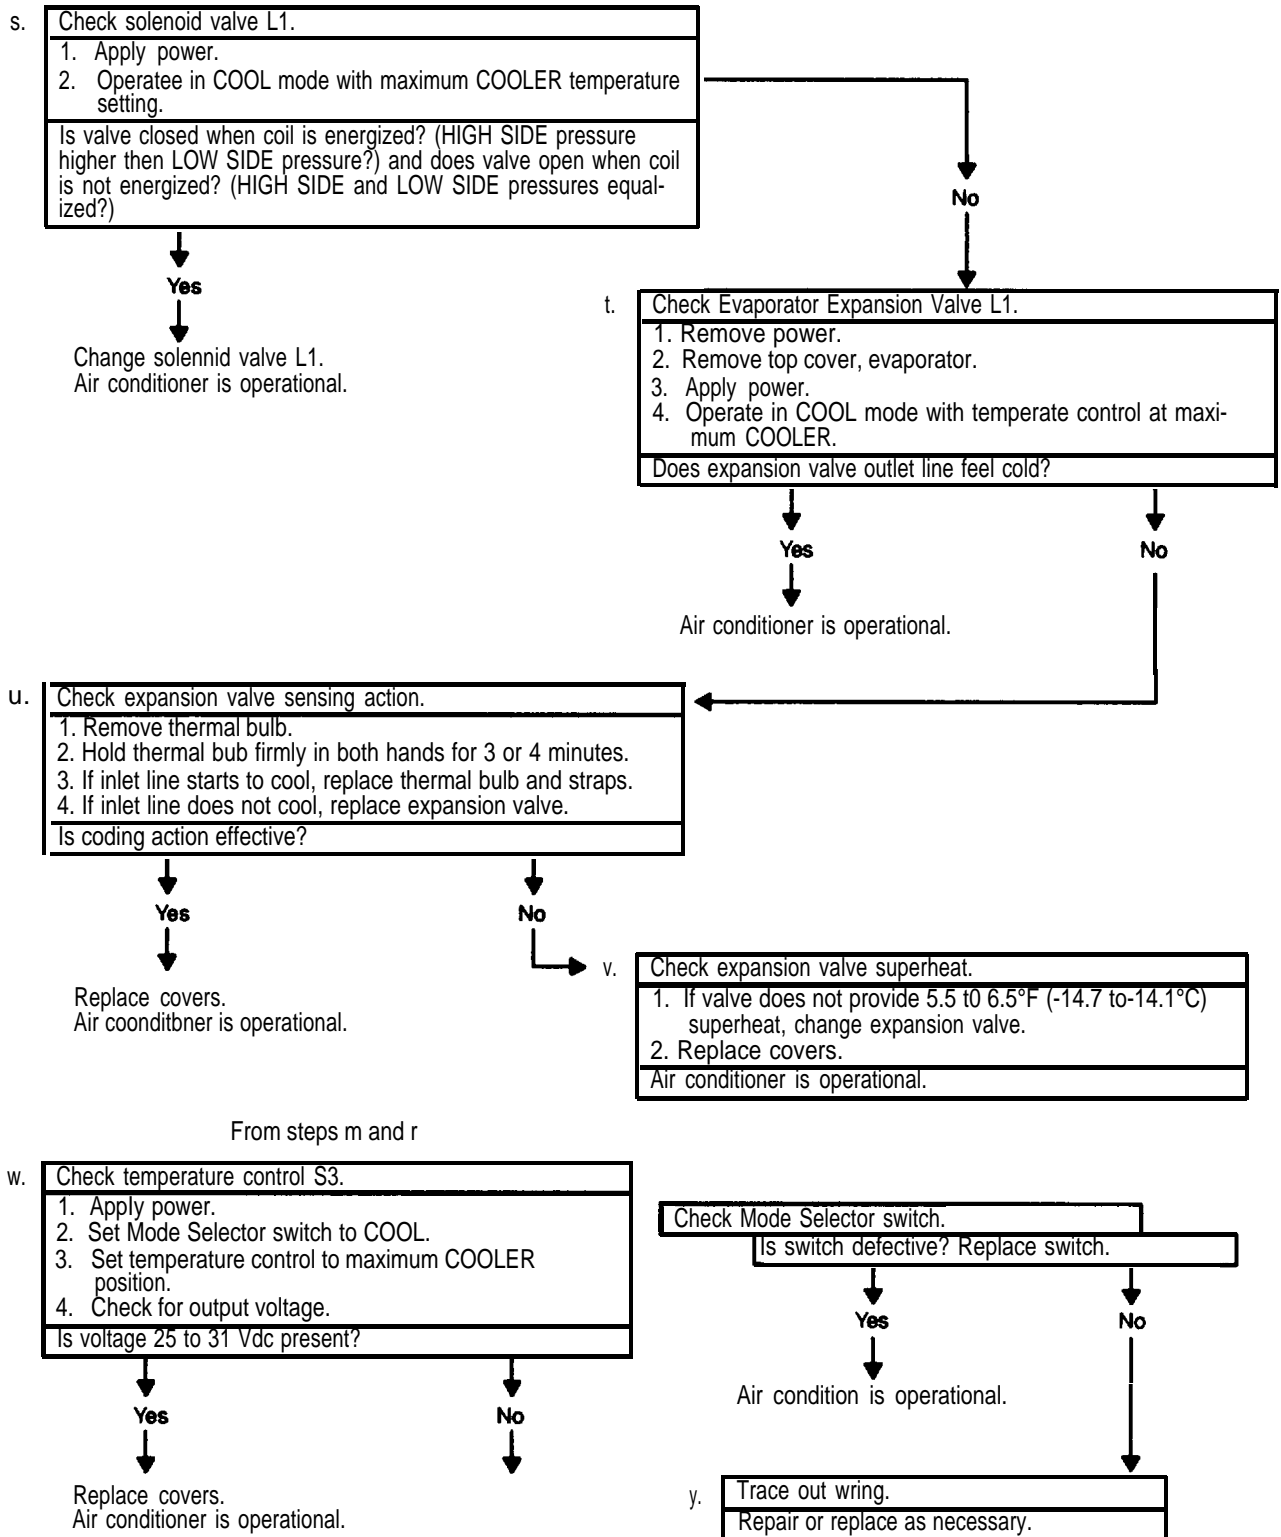 s.
Check solenoid valve L1.
1. Apply power.
2. Operatee in COOL mode with maximum COOLER temperature
setting.
Is valve closed when coil is energized? (HIGH SIDE pressure
higher then LOW SIDE pressure?) and does valve open when coil
is not energized? (HIGH SIDE and LOW SIDE pressures equal-
ized?)
No
Yes
Change solennid valve L1.
Air conditioner is operational.
t.
Check Evaporator Expansion Valve L1.
1. Remove power.
2. Remove top cover, evaporator.
3. Apply power.
4. Operate in COOL mode with temperate control at maxi-
mum COOLER.
Does expansion valve outlet line feel cold?
Yes
No
Air conditioner is operational.
u.
Check expansion valve sensing action.
1. Remove thermal bulb.
2. Hold thermal bub firmly in both hands for 3 or 4 minutes.
3. If inlet line starts to cool, replace thermal bulb and straps.
4. If inlet line does not cool, replace expansion valve.
Is coding action effective?
Yes
No
Replace covers.
Air coonditbner is operational.
v.
Check expansion valve superheat.
1. If valve does not provide 5.5 t0 6.5°F (-14.7 to-14.1°C)
superheat, change expansion valve.
2. Replace covers.
Air conditioner is operational.
From steps m and r
w.
Check temperature control S3.
1. Apply power.
2. Set Mode Selector switch to COOL.
3. Set temperature control to maximum COOLER
position.
4. Check for output voltage.
Is voltage 25 to 31 Vdc present?
Yes
No
Replace covers.
Air conditioner is operational.
Check Mode Selector switch.
Is switch defective? Replace switch.
Yes
No
Air condition is operational.
y.
Trace out wring.
Repair or replace as necessary.